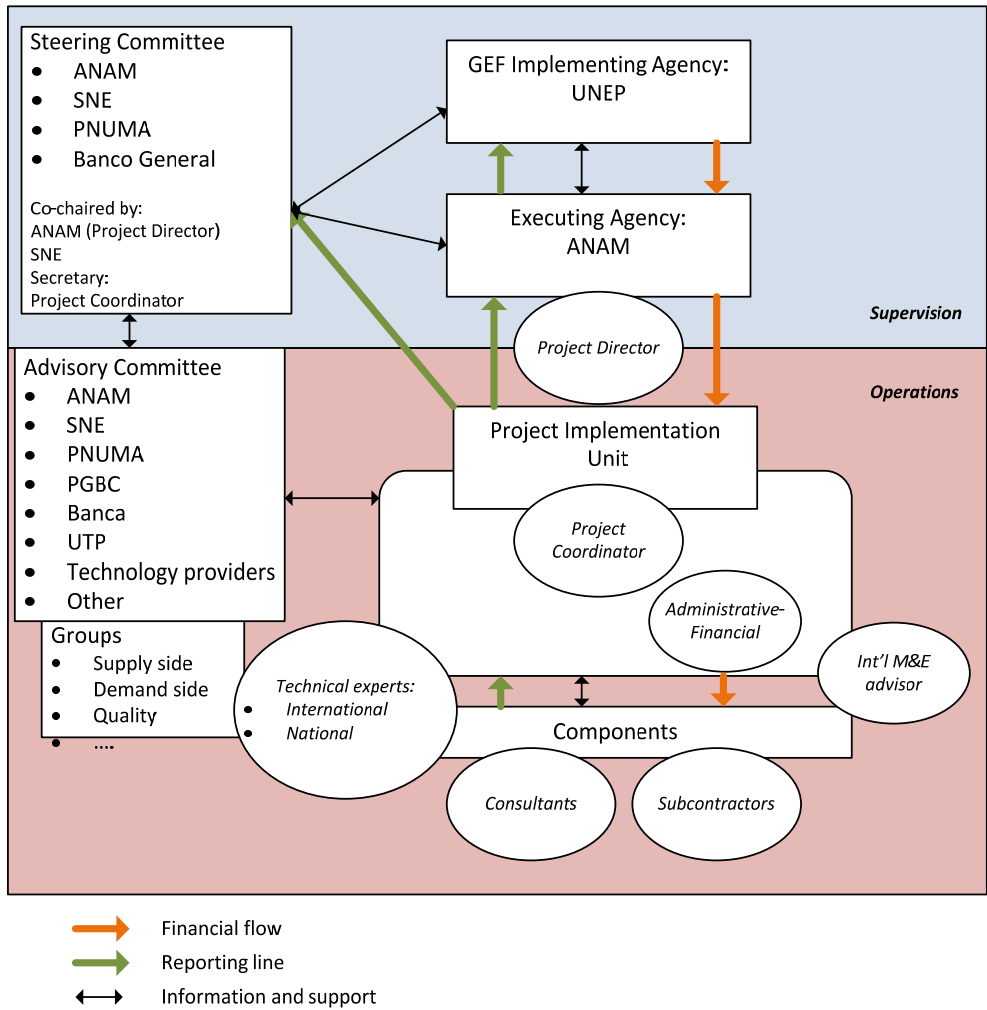 Steering Committee
• ANAM
• SNE
• PNUMA
• Banco General
Co-chaired by:
ANAM (Project Director)
SNE
Secretary:
Project Coordinator
GEF Implementing Agency:
UNEP
Executing Agency:
ANAM
Supervision
Project Director
Operations
Advisory Committee
• ANAM
• SNE
• PNUMA
• PGBC
• Banca
• UTP
• Technology providers
• Other
Groups
• Supply side
• Demand side
• Quality
• ....
Project Implementation
Unit
Project
Coordinator
Administrative-
Financial
Int'l M&E
advisor
Technical experts:
• International
• National
Components
Consultants
Subcontractors
Financial flow
Reporting line
Information and support